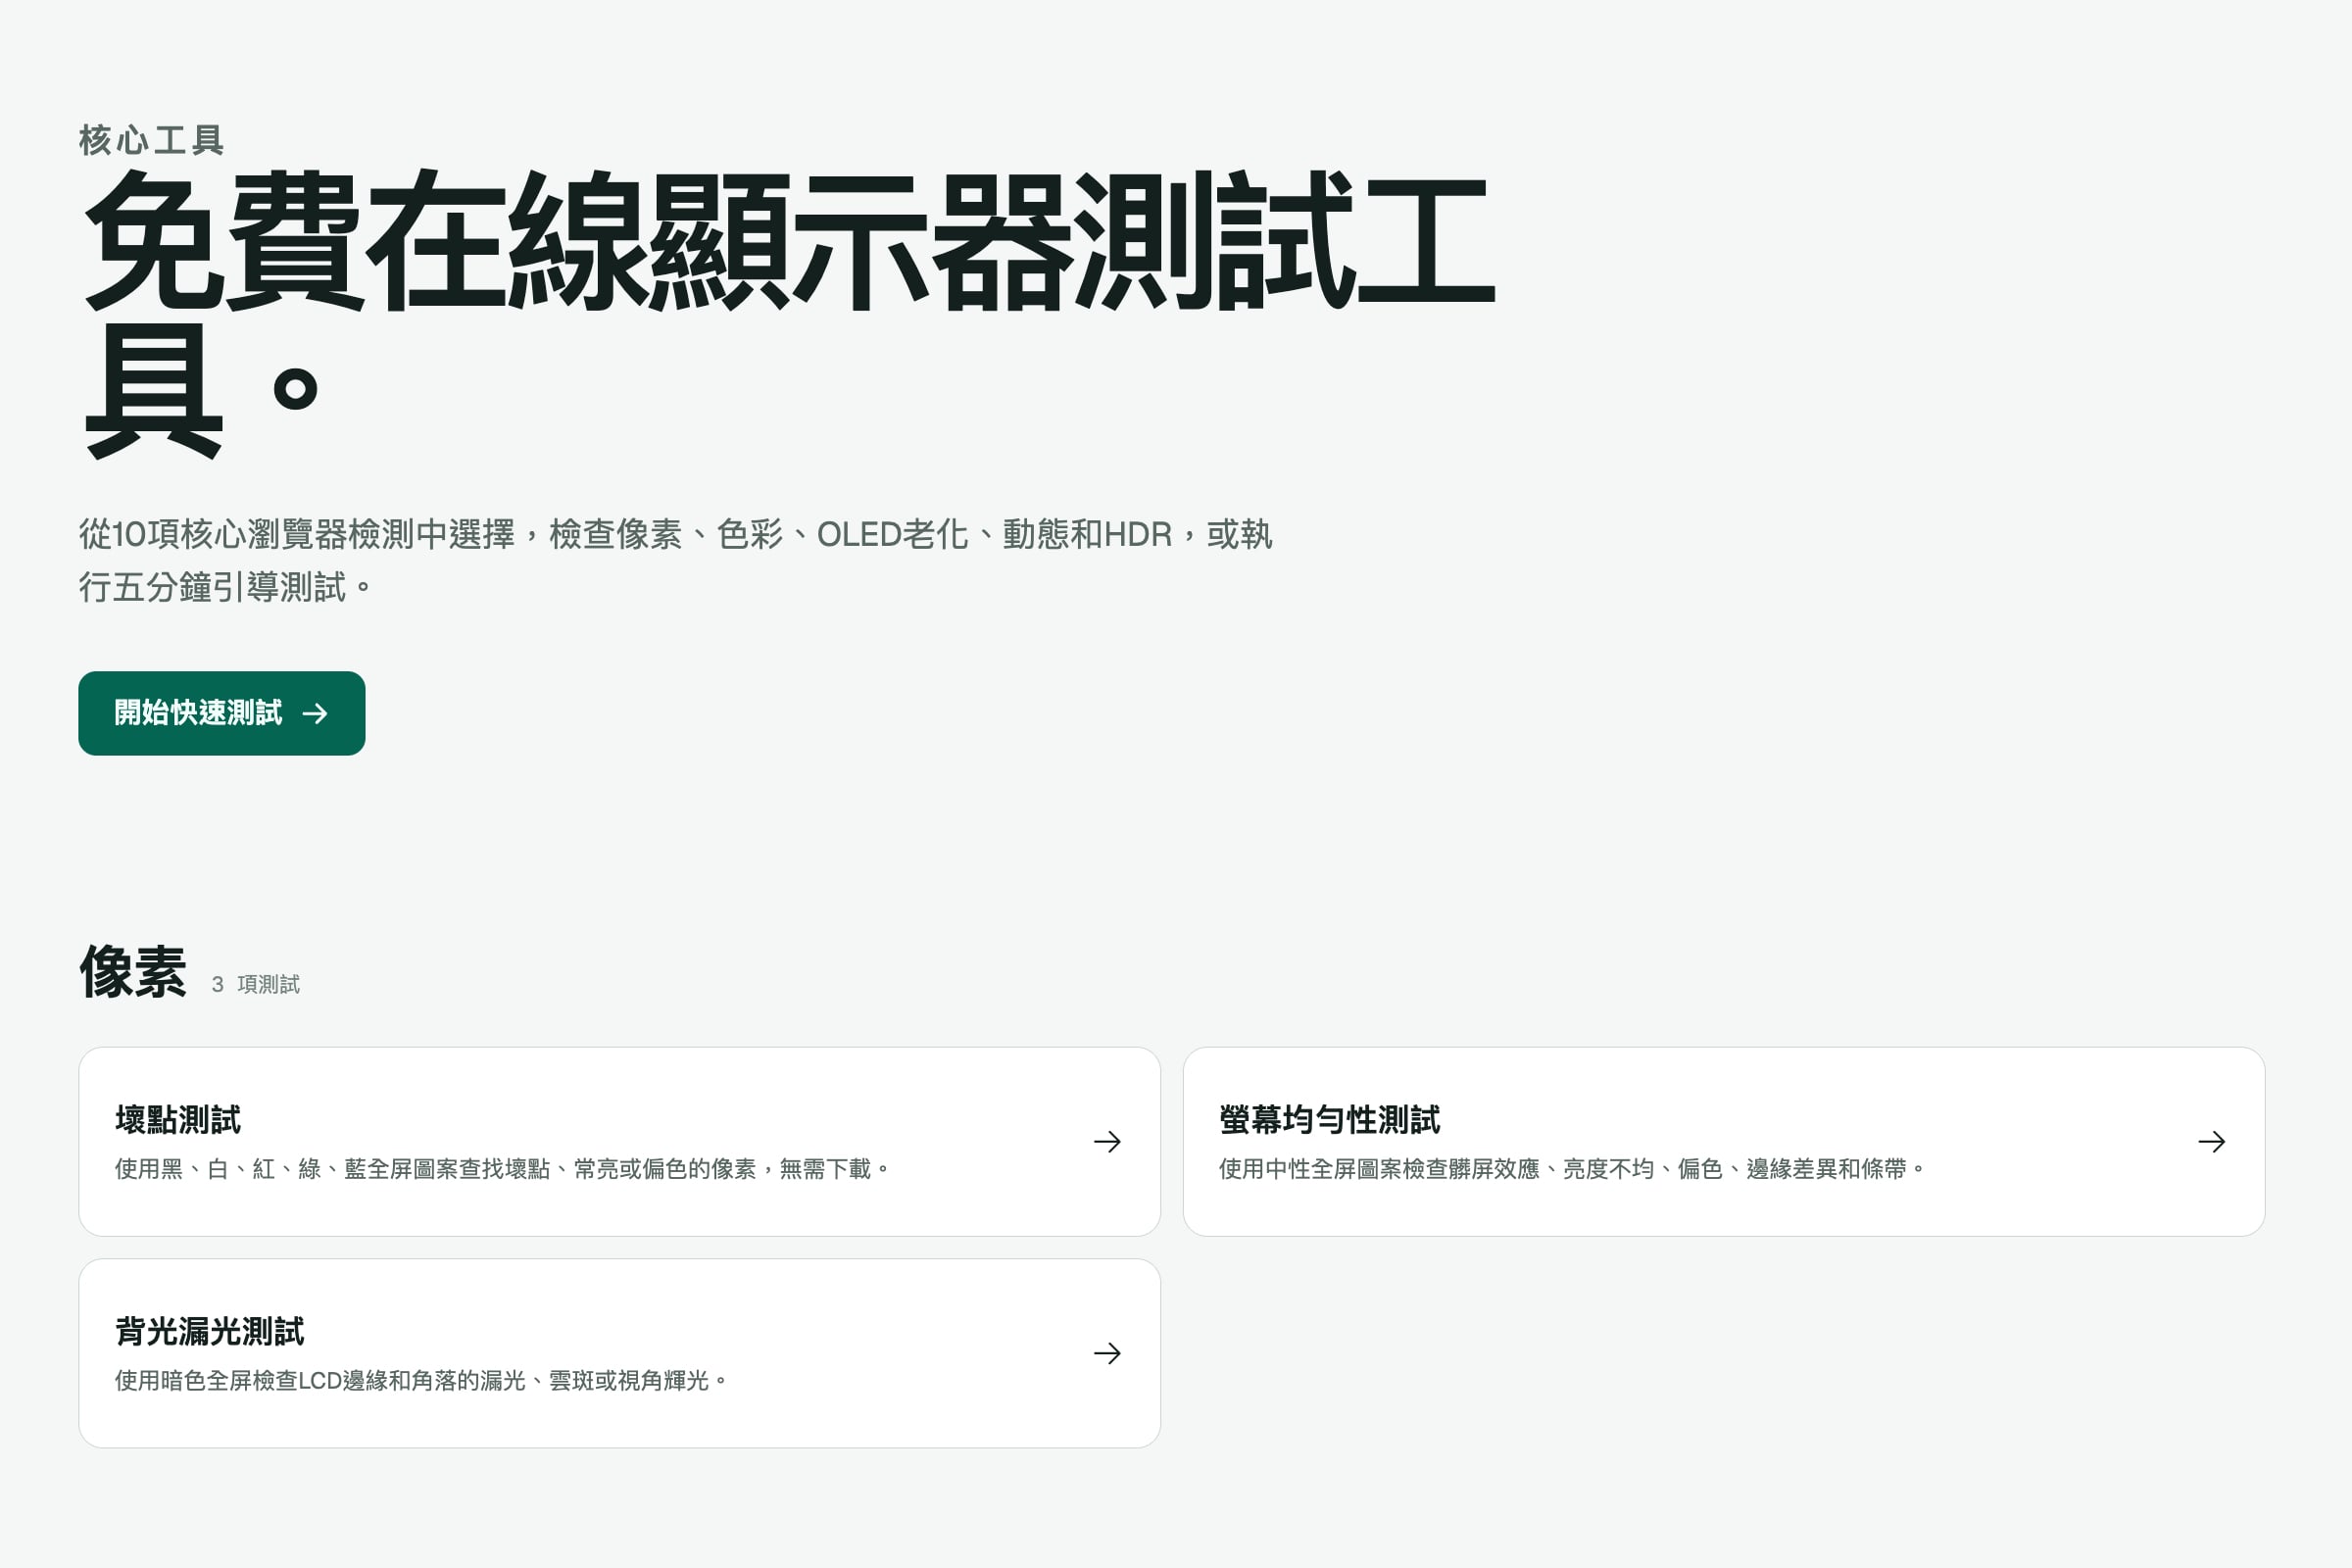 核心工具
免費在線顯示器測試工
具。
從10項核心瀏覽器檢測中選擇，檢查像素、色彩、OLED老化、動態和HDR，或執
行五分鐘引導測試。
開始快速測試 →
像素 3 項測試
壞點測試
使用黑、白、紅、綠、藍全屏圖案查找壞點、常亮或偏色的像素，無需下載。
螢幕均勻性測試
使用中性全屏圖案檢查髒屏效應、亮度不均、偏色、邊緣差異和條帶。
背光漏光測試
使用暗色全屏檢查LCD邊緣和角落的漏光、雲斑或視角輝光。